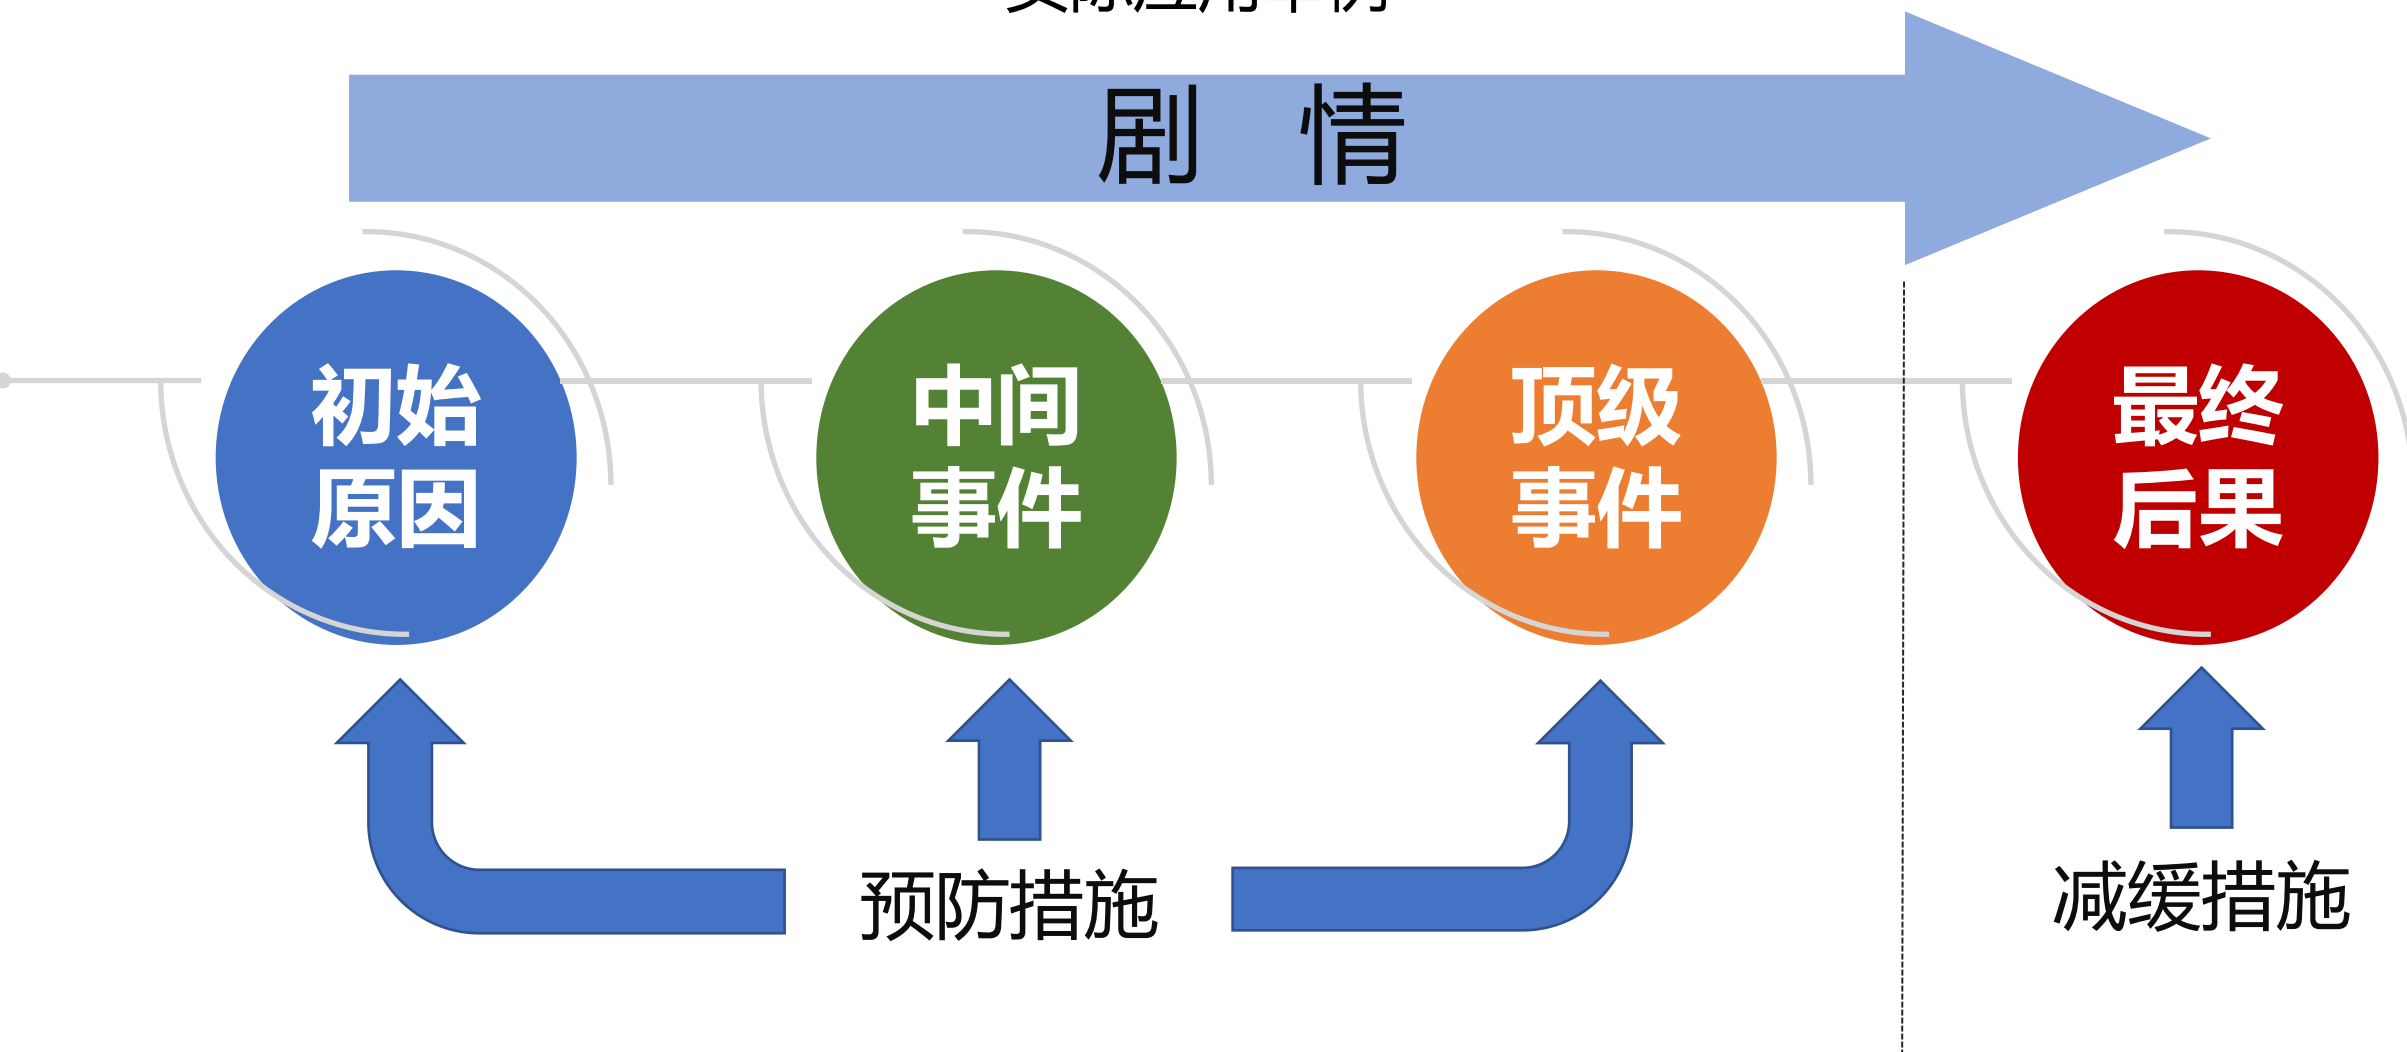 剧 情
初始
原因
中间
事件
顶级
事件
最终
后果
预防措施
减缓措施